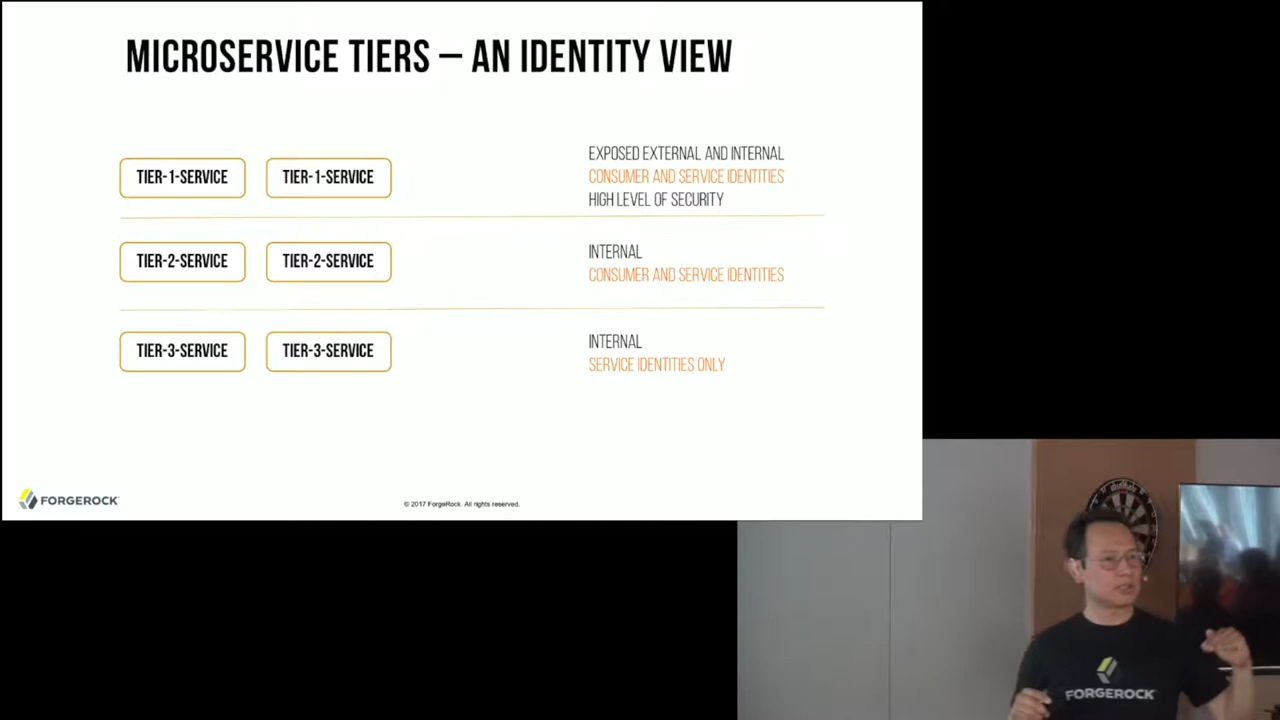 MICROSERVICE TIERS – AN IDENTITY VIEW
TIER-1-SERVICE TIER-1-SERVICE
EXPOSED EXTERNAL AND INTERNAL
CONSUMER AND SERVICE IDENTITIES
HIGH LEVEL OF SECURITY
TIER-2-SERVICE TIER-2-SERVICE
INTERNAL
CONSUMER AND SERVICE IDENTITIES
TIER-3-SERVICE TIER-3-SERVICE
INTERNAL
SERVICE IDENTITIES ONLY
FORGEROCK
© 2017 ForgeRock. All rights reserved.
FORGEROCK